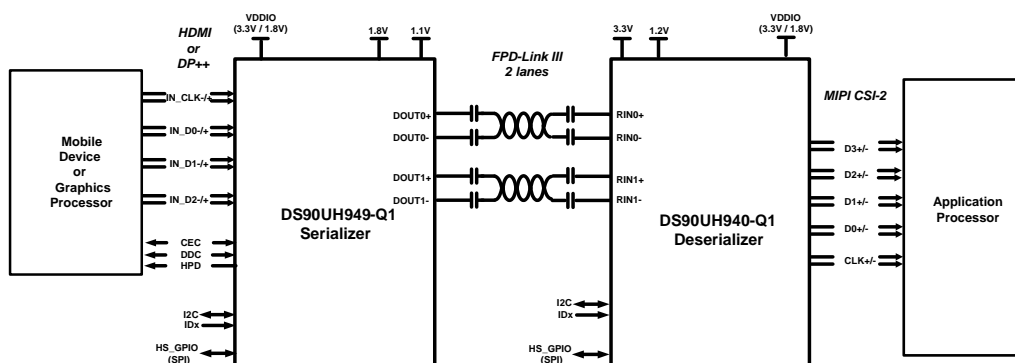 VDDIO
(3.3V / 1.8V)
1.8V
1.1V
3.3V
1.2V
VDDIO
(3.3V / 1.8V)
HDMI
or
DP++
FPD-Link III
2 lanes
MIPI CSI-2
Mobile
Device
or
Graphics
Processor
IN_CLK-/+
IN_D0-/+
IN_D1-/+
IN_D2-/+
CEC
DDC
HPD
I2C
IDx
HS_GPIO
(SPI)
DOUT0+
DOUT0-
DOUT1+
DOUT1-
DS90UH949-Q1
Serializer
RIN0+
RIN0-
RIN1+
RIN1-
DS90UH940-Q1
Deserializer
I2C
IDx
HS_GPIO
(SPI)
D3+/-
D2+/-
D1+/-
D0+/-
CLK+/-
Application
Processor